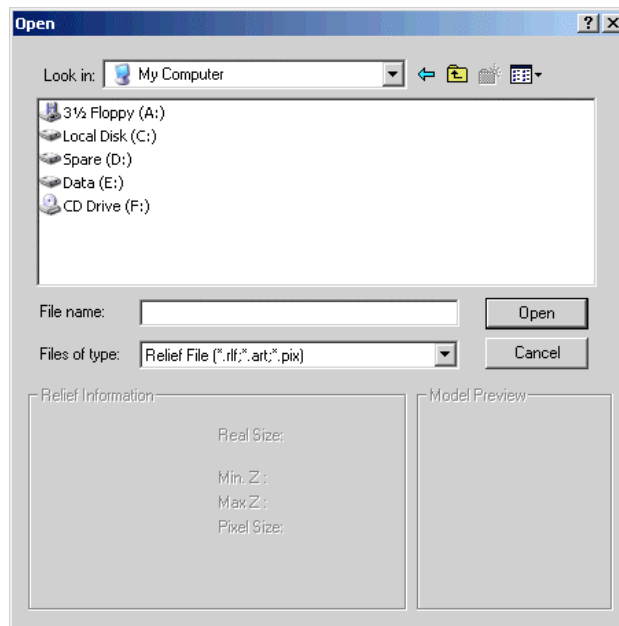 Open
Look in: My Computer
3½ Floppy (A:)
Local Disk (C:)
Spare (D:)
Data (E:)
CD Drive (F:)
File name: Open
Files of type: Relief File (*.rlf;*.art;*.pix) Cancel
Relief Information Model Preview
Real Size:
Min. Z :
Max Z :
Pixel Size: